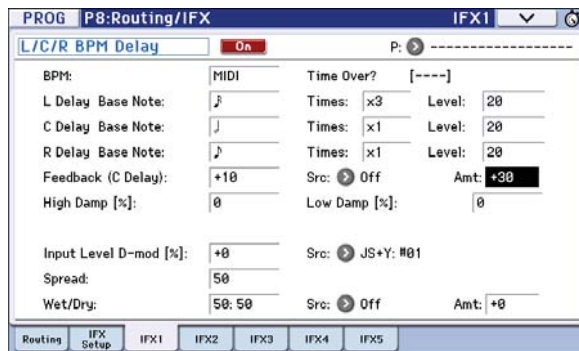 PROG P8:Routing/IFX IFX1
L/C/R BPM Delay On P: ------------------
BPM: MIDI Time Over? [----]
L Delay Base Note: Times: x3 Level: 20
C Delay Base Note: ♩ Times: x1 Level: 20
R Delay Base Note: ♪ Times: x1 Level: 20
Feedback (C Delay): +10 Src: Off Amt: +30
High Damp [%]: 0 Low Damp [%]: 0
Input Level D-mod [%]: +0 Src: JS+Y: #01
Spread: 50
Wet/Dry: 50:50 Src: Off Amt: +0
Routing IFX Setup IFX1 IFX2 IFX3 IFX4 IFX5